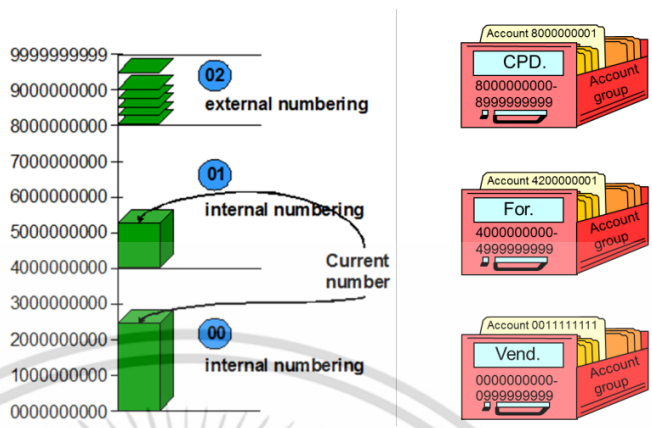 9999999999
02
9000000000
external numbering
8000000000
7000000000
01
6000000000
internal numbering
5000000000
Current
number
4000000000
3000000000
00
2000000000
internal numbering
1000000000
0000000000
Account 8000000001
CPD.
8000000000-
8999999999
Account
group
Account 4200000001
For.
4000000000-
4999999999
Account
group
Account 0011111111
Vend.
0000000000-
0999999999
Account
group